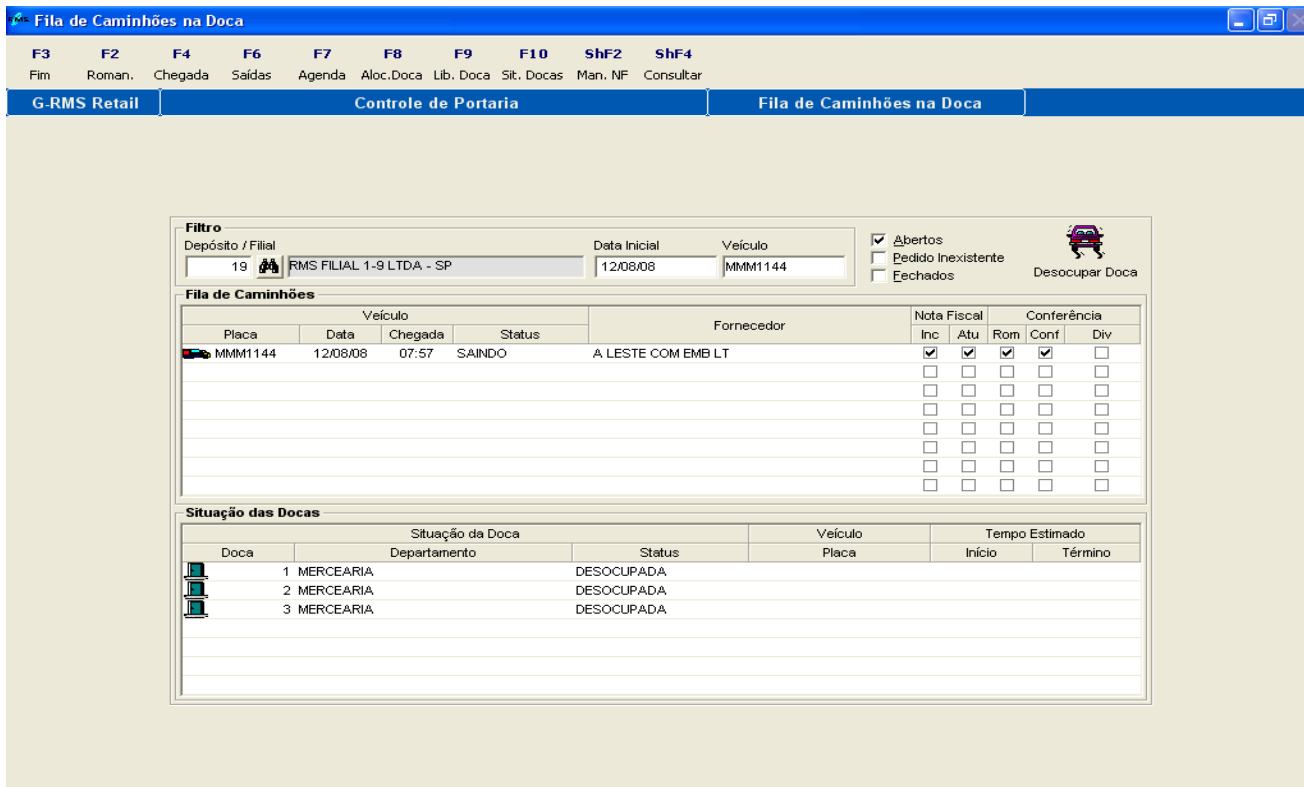 RMS Fila de Caminhões na Doca
F3 F2 F4 F6 F7 F8 F9 F10 ShF2 ShF4
Fim Roman. Chegada Saídas Agenda Aloc.Doca Lib. Doca Sit. Docas Man. NF Consultar
G-RMS Retail Controle de Portaria Fila de Caminhões na Doca
Filtro
Depósito / Filial Data Inicial Veículo
19 RMS FILIAL 1-9 LTDA - SP 12/08/08 MMM1144
Abertos
Pedido Inexistente
Fechados
Desocupar Doca
Fila de Caminhões
Veículo Fornecedor Nota Fiscal Conferência
Placa Data Chegada Status Inc Atu Rom Conf Div
MMM1144 12/08/08 07:57 SAINDO A LESTE COM EMB LT
Situação das Docas
Situação da Doca Veículo Tempo Estimado
Doca Departamento Status Placa Início Término
1 MERCEARIA DESOCUPADA
2 MERCEARIA DESOCUPADA
3 MERCEARIA DESOCUPADA